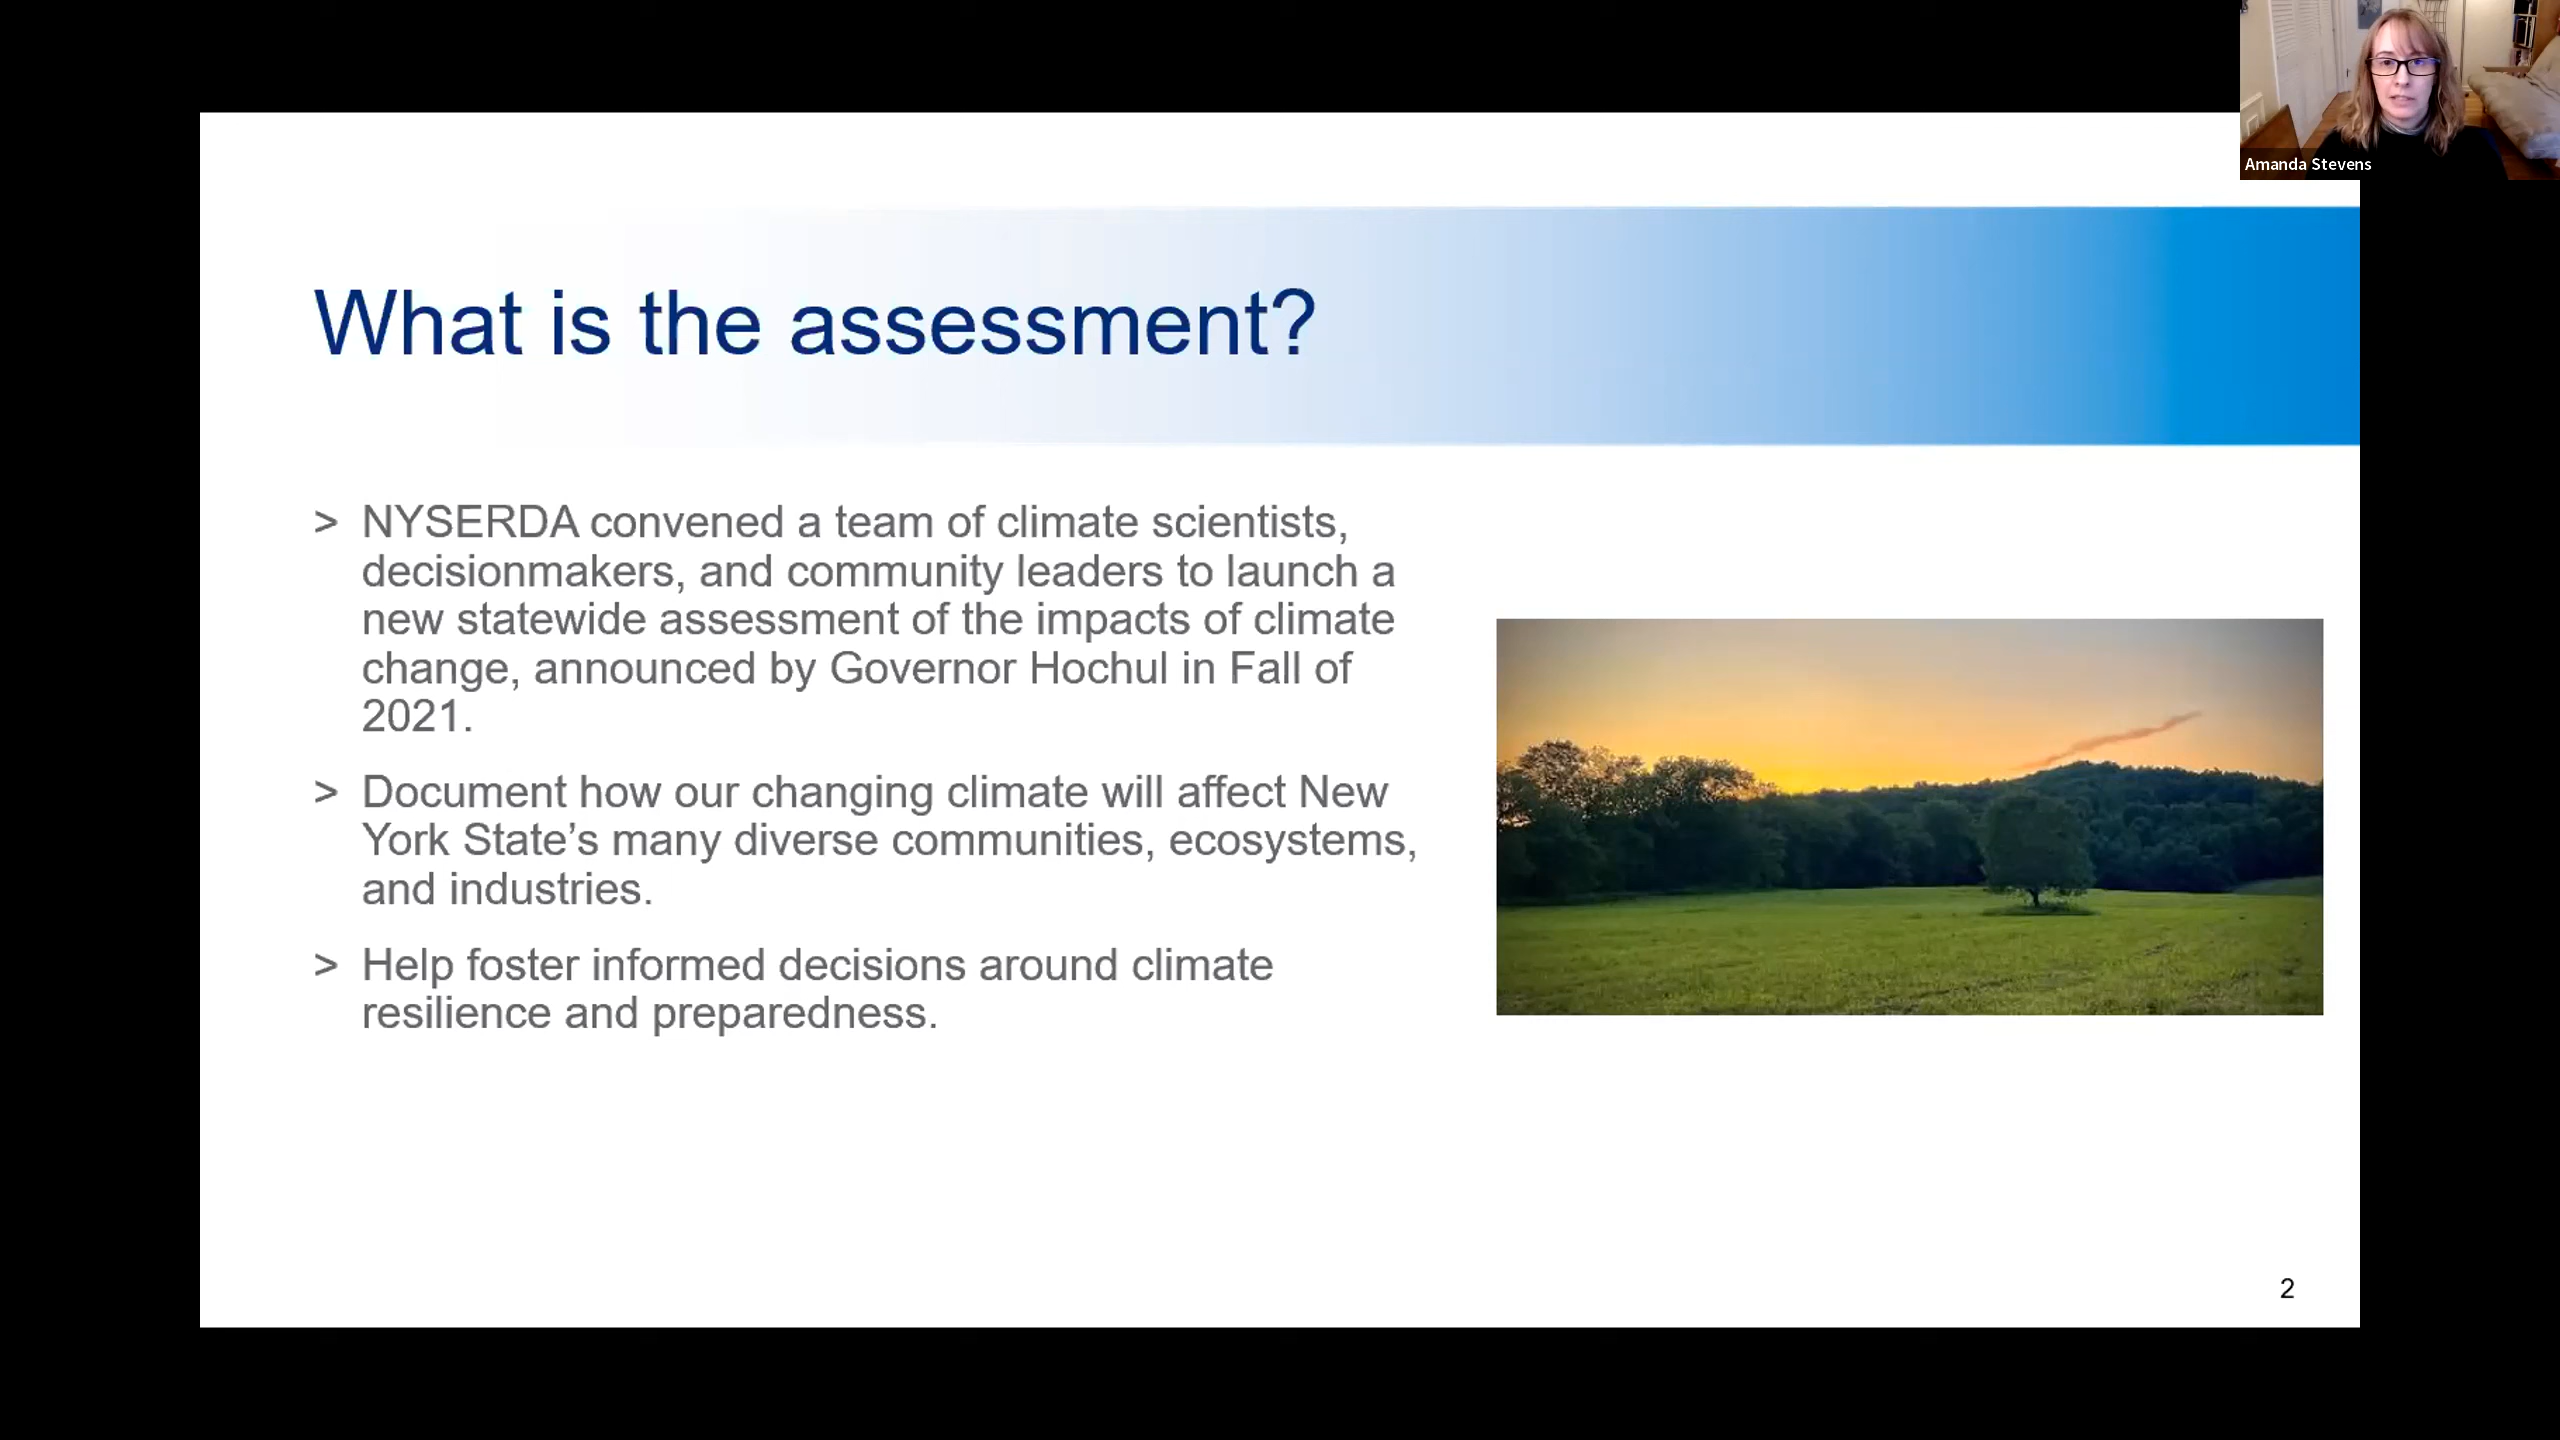 Amanda Stevens
What is the assessment?
> NYSERDA convened a team of climate scientists,
decisionmakers, and community leaders to launch a
new statewide assessment of the impacts of climate
change, announced by Governor Hochul in Fall of
2021.
> Document how our changing climate will affect New
York State’s many diverse communities, ecosystems,
and industries.
> Help foster informed decisions around climate
resilience and preparedness.
2